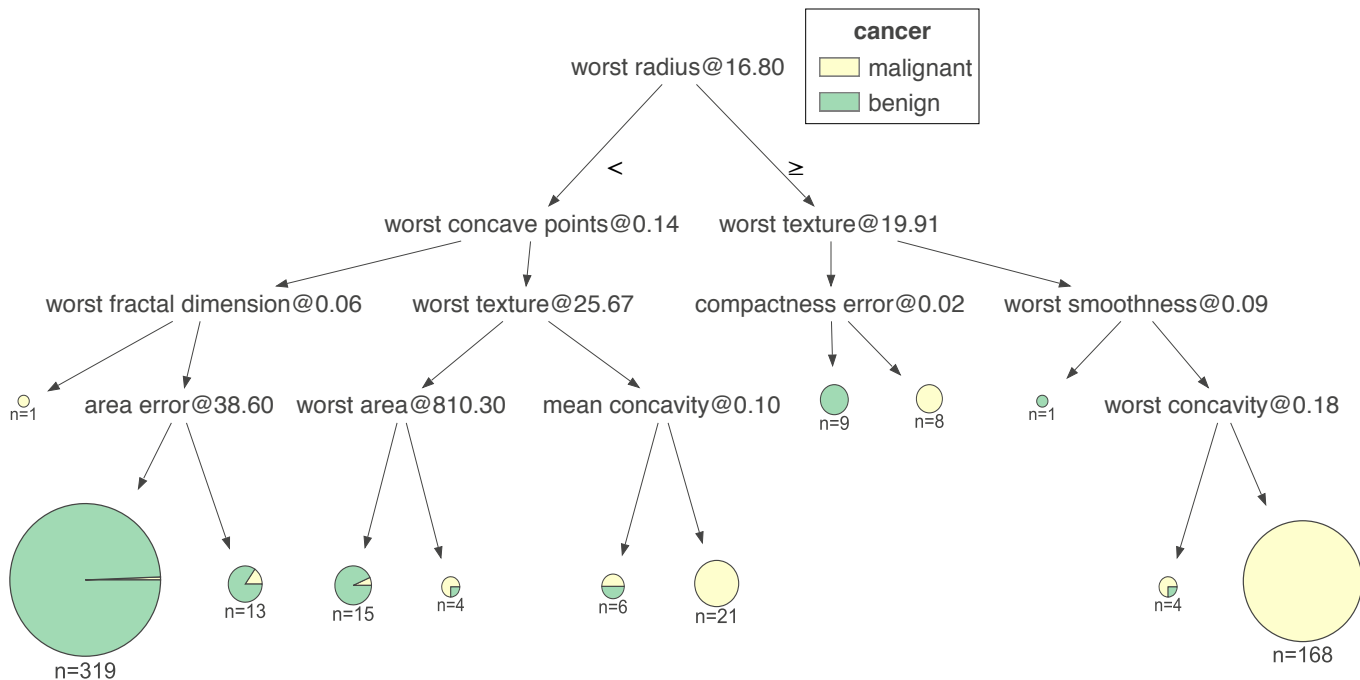 cancer
malignant
benign
worst radius@16.80
<
≥
worst concave points@0.14
worst texture@19.91
worst fractal dimension@0.06
worst texture@25.67
compactness error@0.02
worst smoothness@0.09
n=1
area error@38.60
worst area@810.30
mean concavity@0.10
n=9
n=8
n=1
worst concavity@0.18
n=319
n=13
n=15
n=4
n=6
n=21
n=4
n=168